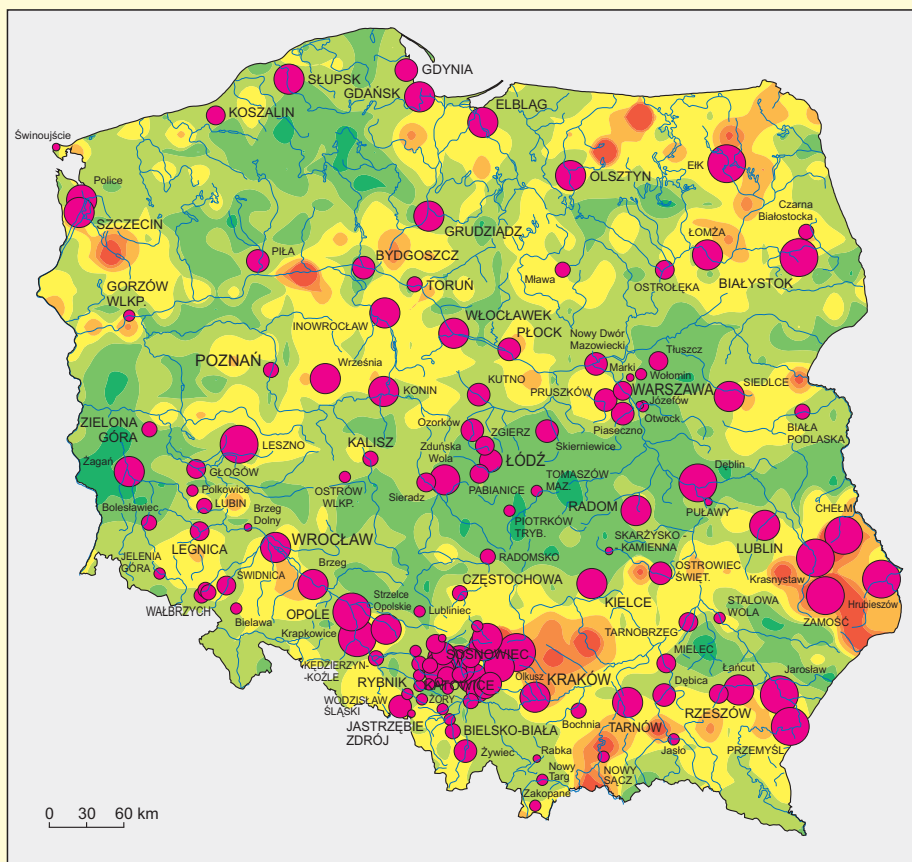 GDYNIA
SŁUPSK
GDAŃSK
KOSZALIN
ELBLĄG
Świnoujście
Police
SZCZECIN
OLSZTYN
Ełk
Czarna
Białostocka
GRUDZIĄDZ
ŁOMŻA
PIŁA
BYDGOSZCZ
BIAŁYSTOK
Mława
OSTROŁĘKA
TORUŃ
GORZÓW
WLKP.
INOWROCŁAW
WŁOCŁAWEK
PŁOCK
Nowy Dwór
Mazowiecki
Tłuszcz
Marki
Wołomin
POZNAŃ
Września
KONIN
KUTNO
PRUSZKÓW
WARSZAWA
Józefów
Otwock
Piaseczno
SIEDLCE
BIAŁA
PODLASKA
ZIELONA
GÓRA
LESZNO
KALISZ
Ozorków
ZGIERZ
Skierniewice
Zduńska
Wola
ŁÓDŹ
Żagań
GŁOGÓW
OSTRÓW
WLKP.
Sieradz
PABIANICE
TOMASZÓW
MAZ.
Dęblin
Polkowice
LUBIN
Bolesławiec
Brzeg
Dolny
PIOTRKÓW
TRYB.
RADOM
PUŁAWY
CHEŁM
LEGNICA
WROCŁAW
SKARŻYSKO -
- KAMIENNA
LUBLIN
JELENIA
GÓRA
Brzeg
RADOMSKO
OSTROWIEC
ŚWIĘT.
Krasnystaw
ŚWIDNICA
CZĘSTOCHOWA
KIELCE
Hrubieszów
WAŁBRZYCH
Bielawa
OPOLE
Strzelce
Opolskie
Lubliniec
STALOWA
WOLA
ZAMOŚĆ
Krapkowice
TARNOBRZEG
SOSNOWIEC
KĘDZIERZYN-
-KOŹLE
MIELEC
Łańcut
Jarosław
RYBNIK
KATOWICE
Olkusz
KRAKÓW
Dębica
WODZISŁAW
ŚLĄSKI
ŻORY
Bochnia
TARNÓW
RZESZÓW
JASTRZĘBIE
ZDRÓJ
BIELSKO-BIAŁA
Jasło
PRZEMYŚL
Żywiec
Rabka
Nowy
Targ
NOWY
SĄCZ
Zakopane
0 30 60 km